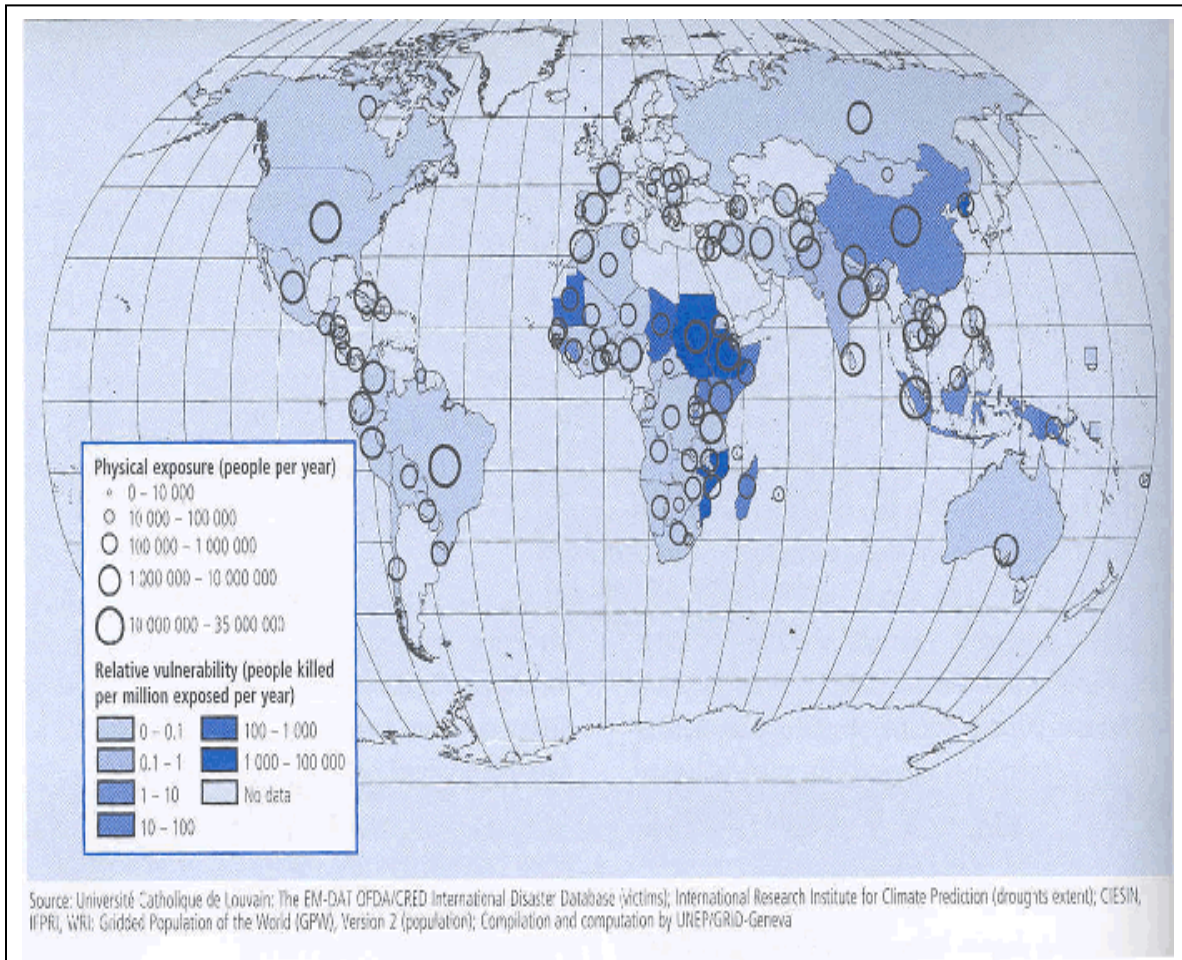 Physical exposure (people per year)
0 – 10 000
10 000 – 100 000
100 000 – 1 000 000
1 000 000 – 10 000 000
10 000 000 – 35 000 000
Relative vulnerability (people killed
per million exposed per year)
0 – 0.1
0.1 – 1
1 – 10
10 – 100
100 – 1 000
1 000 – 100 000
No data
Source: Université Catholique de Louvain: The EM-DAT OFDA/CRED International Disaster Database (victims); International Research Institute for Climate Prediction (droughts extent); CIESIN,
IFPRI, WRI: Gridded Population of the World (GPW), Version 2 (population); Compilation and computation by UNEP/GRID-Geneva